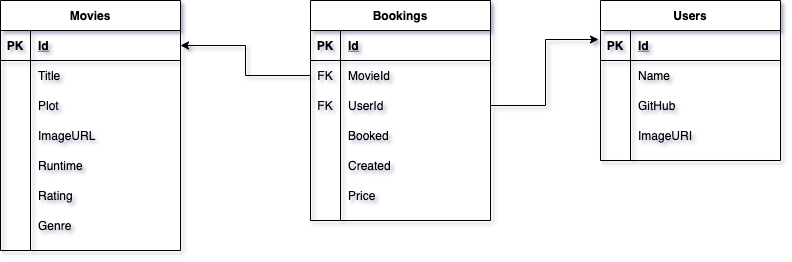 Movies
PK Id
Title
Plot
ImageURL
Runtime
Rating
Genre
Bookings
PK Id
FK MovieId
FK UserId
Booked
Created
Price
Users
PK Id
Name
GitHub
ImageURI